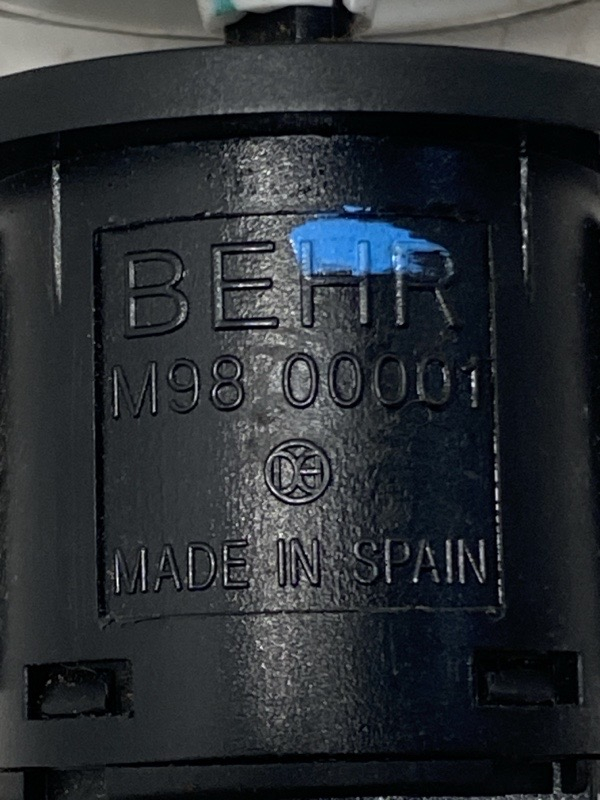 BEHR
M98 00001
MADE IN SPAIN